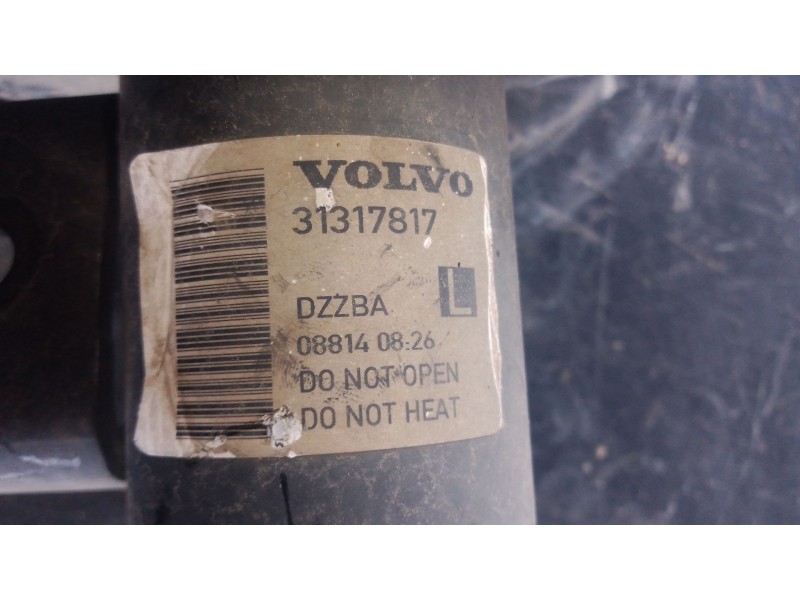 VOLVO
31317817
DZZBA L
08814 08:26
DO NOT OPEN
DO NOT HEAT